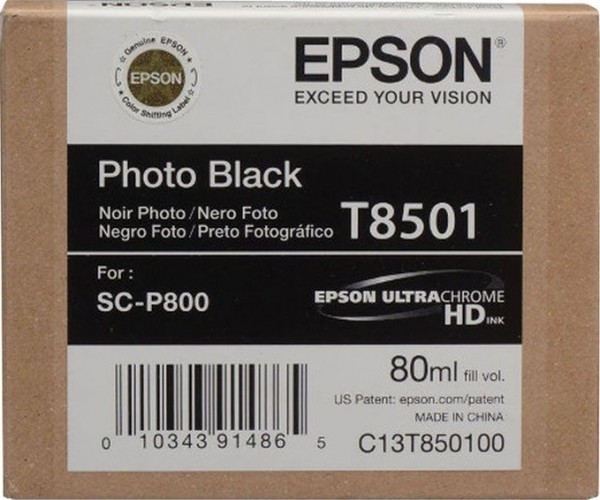 EPSON
Genuine EPSON
EPSON
Color Shifting Label
EPSON®
EXCEED YOUR VISION
Photo Black
Noir Photo / Nero Foto
Negro Foto / Preto Fotográfico
T8501
For :
SC-P800
EPSON ULTRACHROME
HD INK
80ml fill vol.
US Patent: epson.com/patent
MADE IN CHINA
0 10343 91486 5
C13T850100